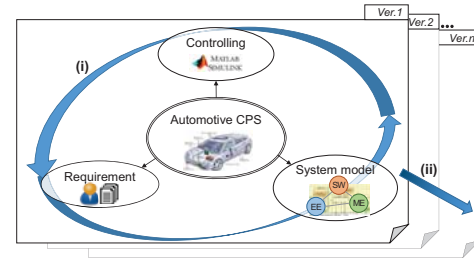 Ver.1
Ver.2
...
Ver.n
Controlling
MATLAB
SIMULINK
(i)
Automotive CPS
Requirement
System model
(ii)
SW
EE
ME